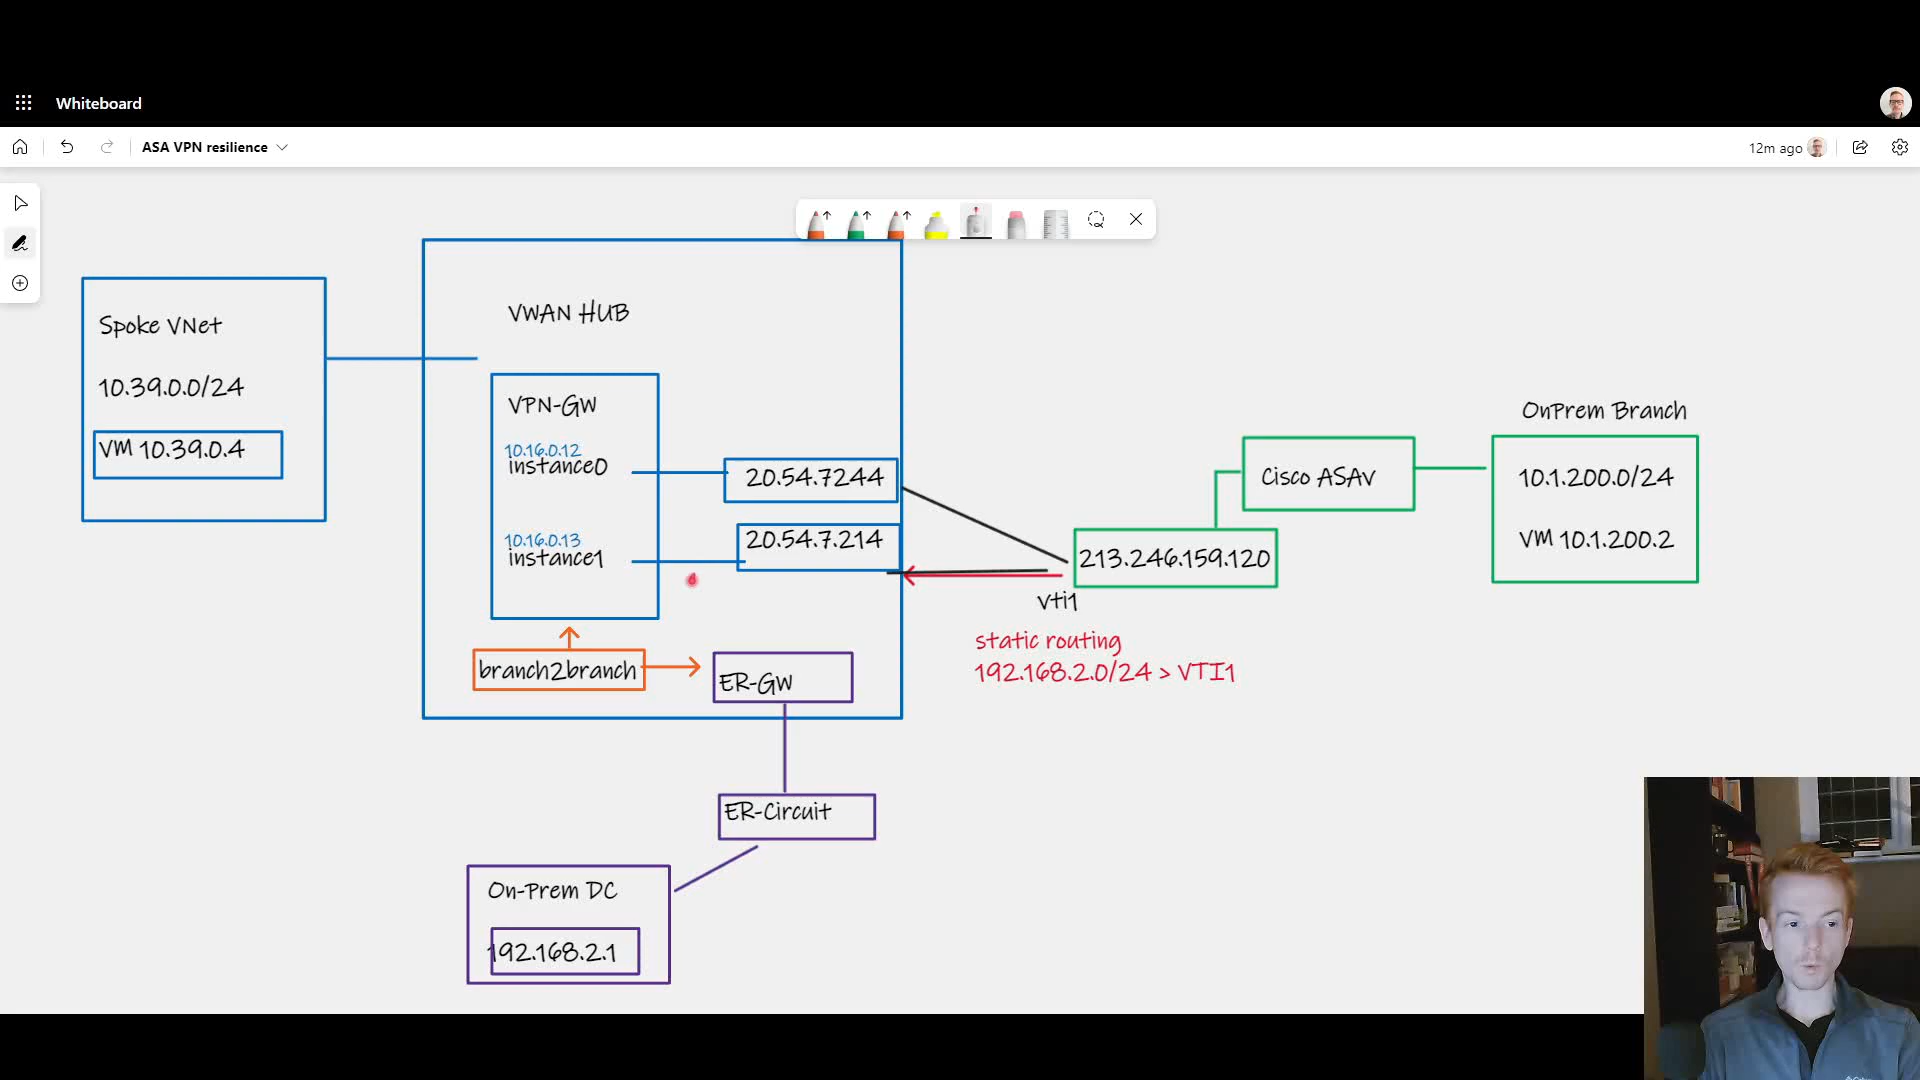 Whiteboard
ASA VPN resilience
12m ago
Spoke VNet
10.39.0.0/24
VM 10.39.0.4
VWAN HUB
VPN-GW
10.16.0.12
instance0
20.54.7244
10.16.0.13
instance1
20.54.7.214
branch2branch
ER-GW
ER-Circuit
On-Prem DC
192.168.2.1
213.246.159.120
vti1
static routing
192.168.2.0/24 > VTI1
Cisco ASAv
OnPrem Branch
10.1.200.0/24
VM 10.1.200.2